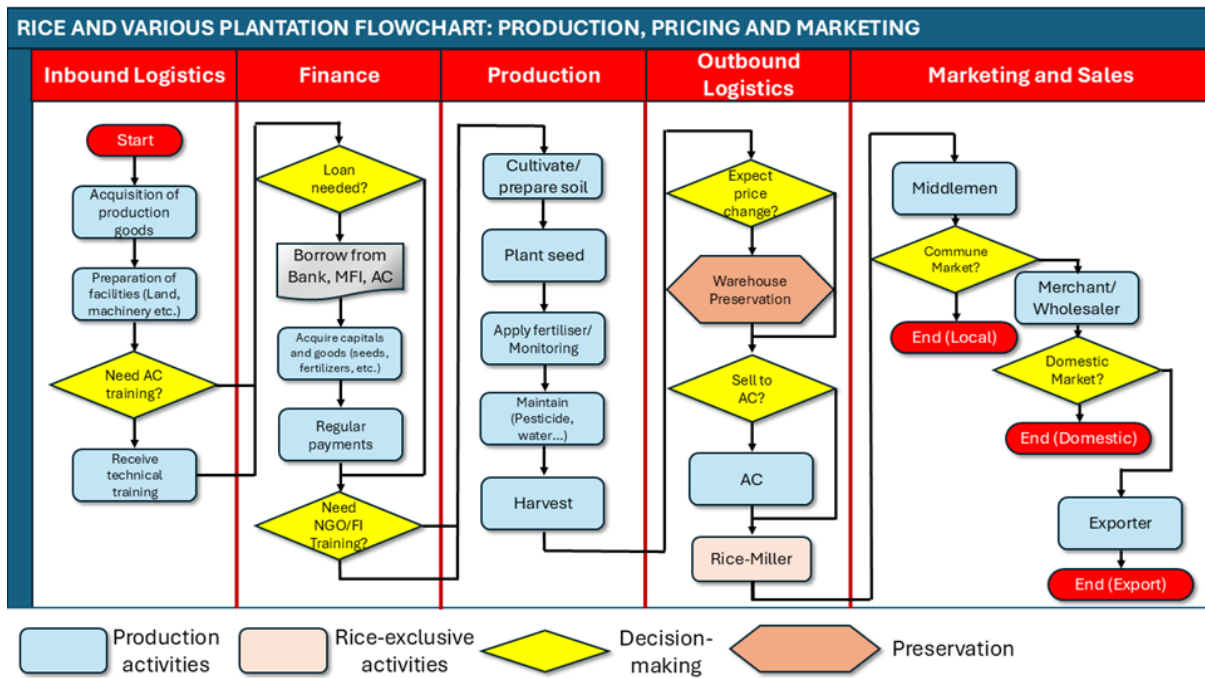 RICE AND VARIOUS PLANTATION FLOWCHART: PRODUCTION, PRICING AND MARKETING
Inbound Logistics
Finance
Production
Outbound
Logistics
Marketing and Sales
Start
Acquisition of
production
goods
Preparation of
facilities (Land,
machinery etc.)
Need AC
training?
Receive
technical
training
Loan
needed?
Borrow from
Bank, MFI, AC
Acquire capitals
and goods (seeds,
fertilizers, etc.)
Regular
payments
Need
NGO/FI
Training?
Cultivate/
prepare soil
Plant seed
Apply fertiliser/
Monitoring
Maintain
(Pesticide,
water...)
Harvest
Expect
price
change?
Warehouse
Preservation
Sell to
AC?
AC
Rice-Miller
Middlemen
Commune
Market?
End (Local)
Merchant/
Wholesaler
Domestic
Market?
End (Domestic)
Exporter
End (Export)
Production
activities
Rice-exclusive
activities
Decision-
making
Preservation